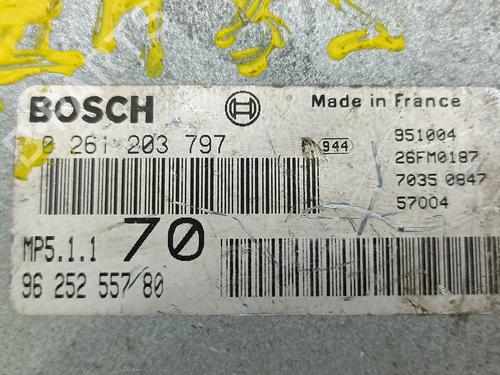 BOSCH
Made in France
0 261 203 797
944
951004
26FM0187
7035 0847
57004
MP5.1.1
70
96 252 557 80